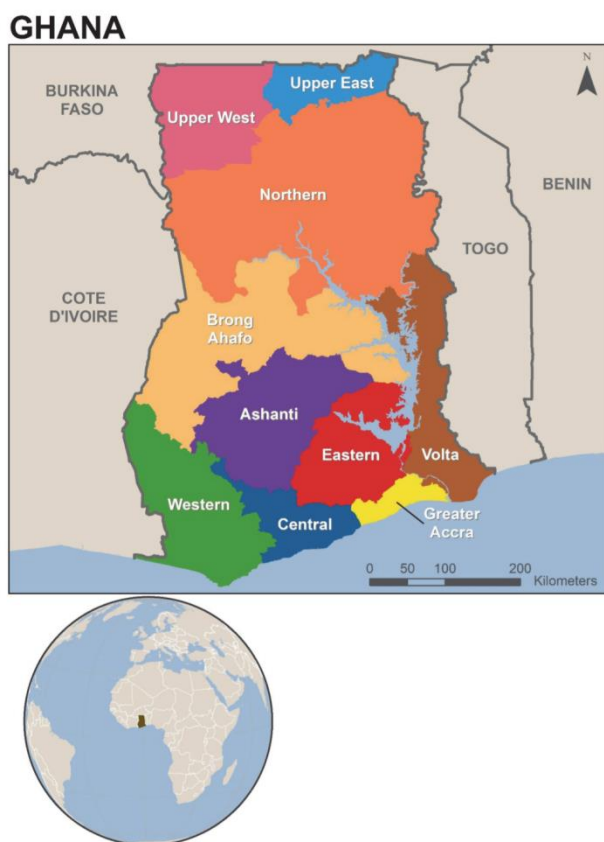 GHANA
BURKINA
FASO
Upper West
Upper East
N
Northern
BENIN
TOGO
COTE
D'IVOIRE
Brong
Ahafo
Ashanti
Eastern
Volta
Western
Central
Greater
Accra
0 50 100 200
Kilometers